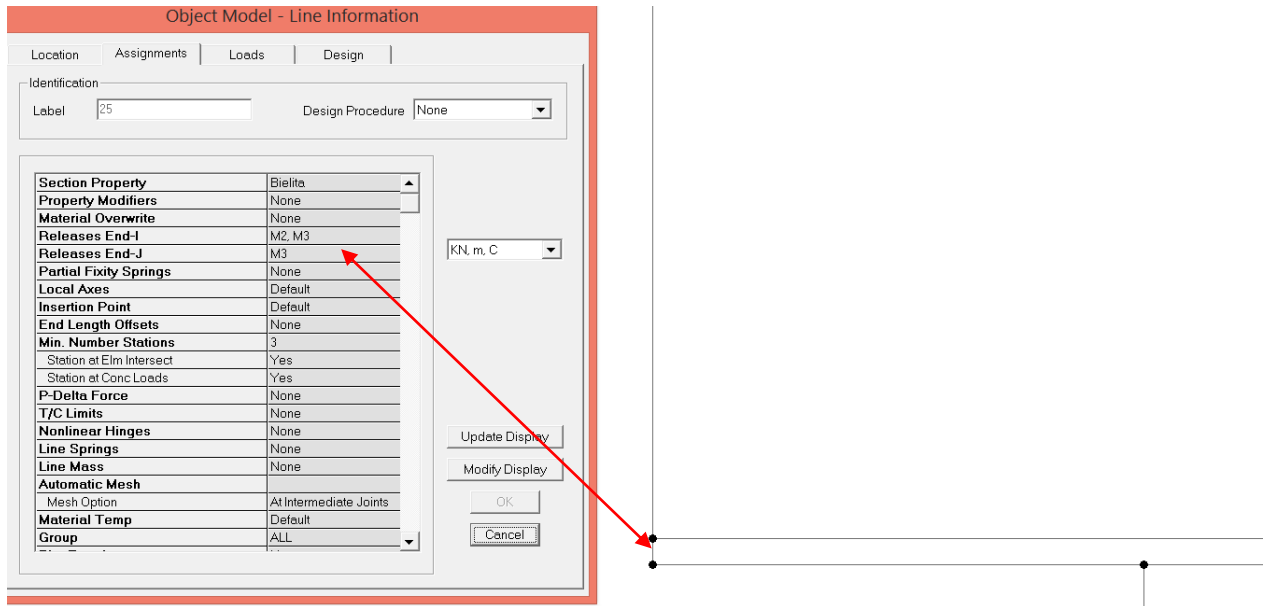 Object Model - Line Information
Location Assignments Loads Design
Identification
Label 25 Design Procedure None
Section Property Bielita
Property Modifiers None
Material Overwrite None
Releases End-I M2, M3
Releases End-J M3
Partial Fixity Springs None
Local Axes Default
Insertion Point Default
End Length Offsets None
Min. Number Stations 3
Station at Elm Intersect Yes
Station at Conc Loads Yes
P-Delta Force None
T/C Limits None
Nonlinear Hinges None
Line Springs None
Line Mass None
Automatic Mesh
Mesh Option At Intermediate Joints
Material Temp Default
Group ALL
KN, m, C
Update Display
Modify Display
OK
Cancel